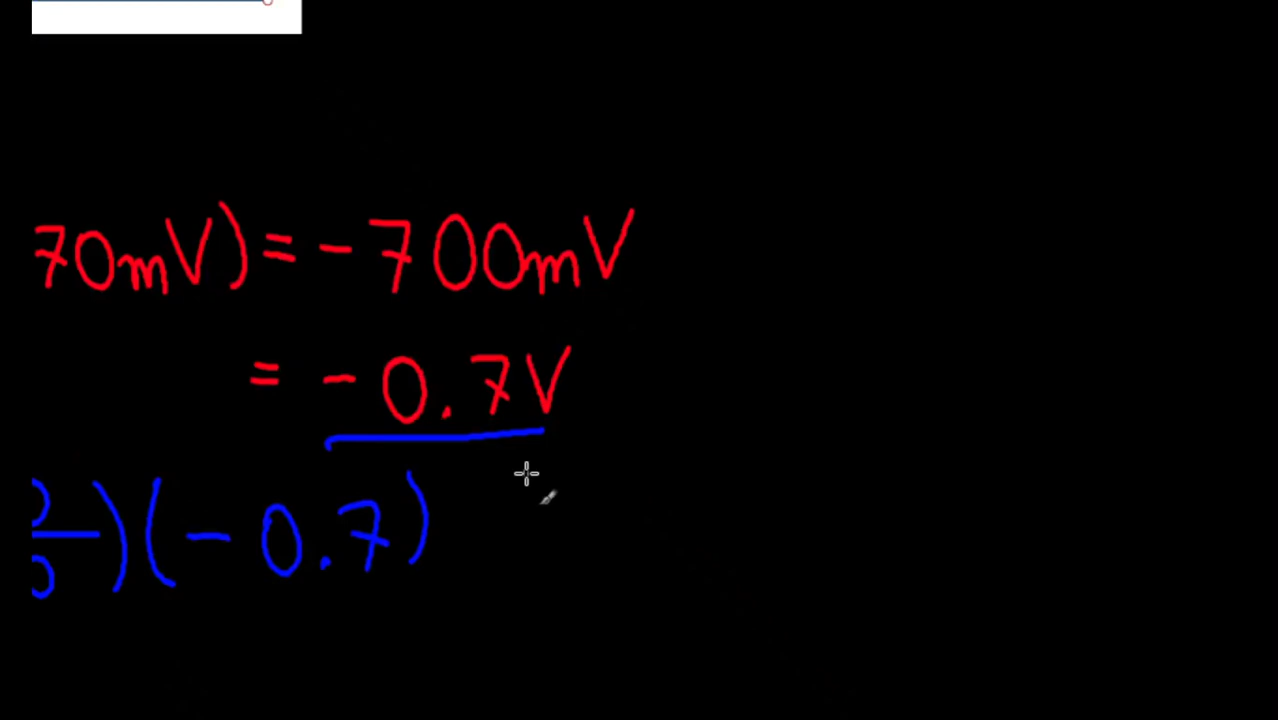 70mV) = -700mV
= -0.7V
)(-0.7)